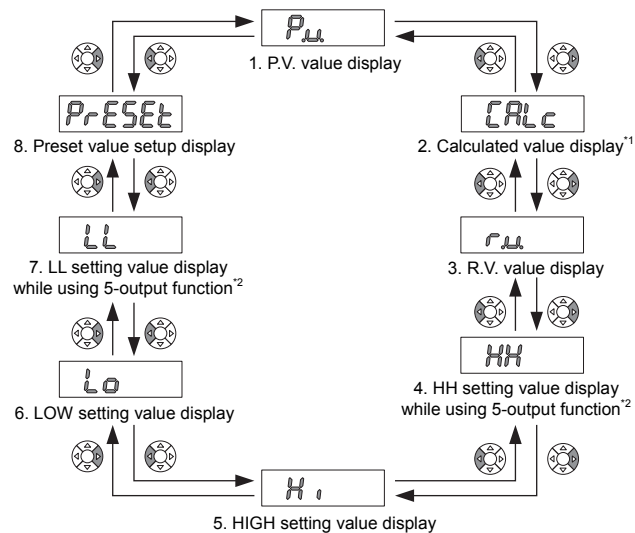 P.u.
1. P.V. value display
CALc
2. Calculated value display*1
r.u.
3. R.V. value display
HH
4. HH setting value display
while using 5-output function*2
Hi
5. HIGH setting value display
Lo
6. LOW setting value display
LL
7. LL setting value display
while using 5-output function*2
PrESEt
8. Preset value setup display